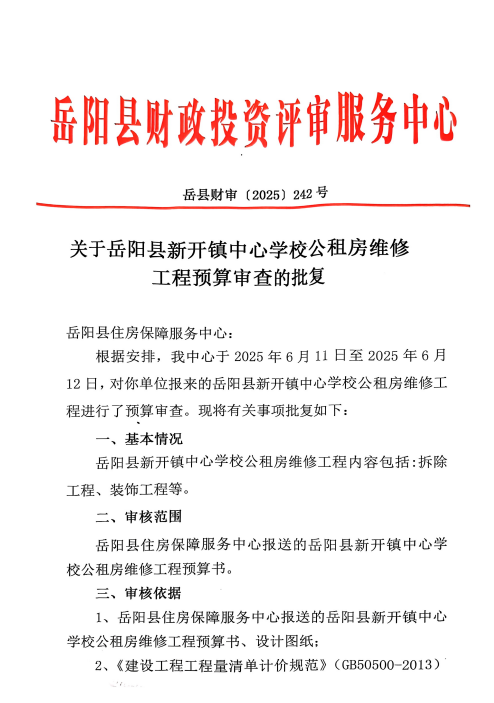 岳阳县财政投资评审服务中心
岳县财审〔2025〕242号
关于岳阳县新开镇中心学校公租房维修
工程预算审查的批复
岳阳县住房保障服务中心：
根据安排，我中心于 2025 年 6 月 11 日至 2025 年 6 月
12 日，对你单位报来的岳阳县新开镇中心学校公租房维修工
程进行了预算审查。现将有关事项批复如下：
一、基本情况
岳阳县新开镇中心学校公租房维修工程内容包括:拆除
工程、装饰工程等。
二、审核范围
岳阳县住房保障服务中心报送的岳阳县新开镇中心学
校公租房维修工程预算书。
三、审核依据
1、岳阳县住房保障服务中心报送的岳阳县新开镇中心
学校公租房维修工程预算书、设计图纸；
2、《建设工程工程量清单计价规范》（GB50500-2013）